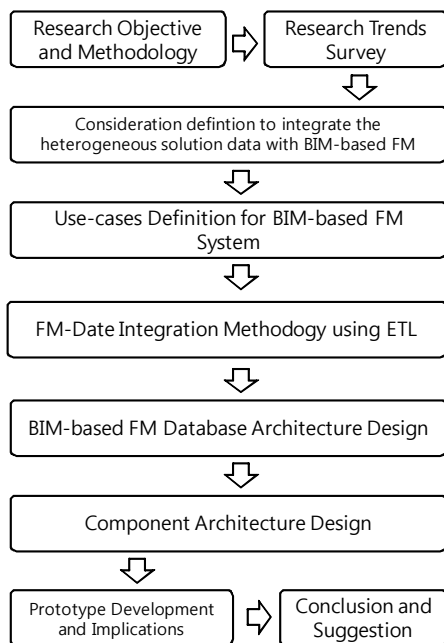 Research Objective
and Methodology
Research Trends
Survey
Consideration defintion to integrate the
heterogeneous solution data with BIM-based FM
Use-cases Definition for BIM-based FM
System
FM-Date Integration Methodogy using ETL
BIM-based FM Database Architecture Design
Component Architecture Design
Prototype Development
and Implications
Conclusion and
Suggestion